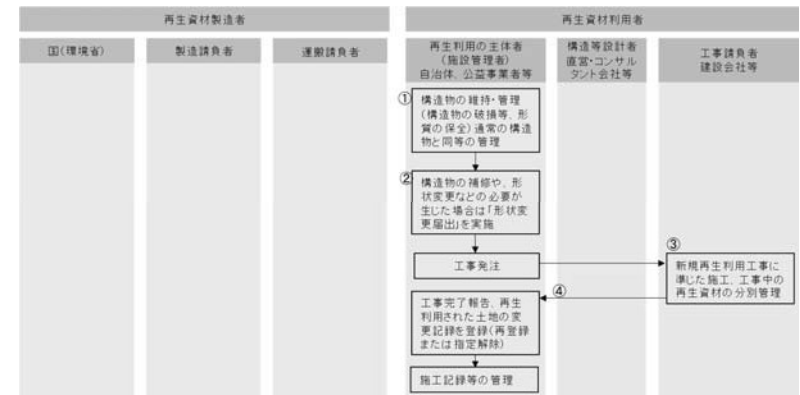 再生資材製造者
再生資材利用者
国(環境省)
製造請負者
運搬請負者
再生利用の主体者
(施設管理者)
自治体、公益事業者等
構造等設計者
直営・コンサル
タント会社等
工事請負者
建設会社等
①
構造物の維持・管理
(構造物の破損等、形
質の保全)通常の構造
物と同等の管理
②
構造物の補修や、形
状変更などの必要が
生じた場合は「形状変
更届出」を実施
工事発注
③
新規再生利用工事に
準じた施工、工事中の
再生資材の分別管理
④
工事完了報告、再生
利用された土地の変
更記録を登録(再登録
または指定解除)
施工記録等の管理